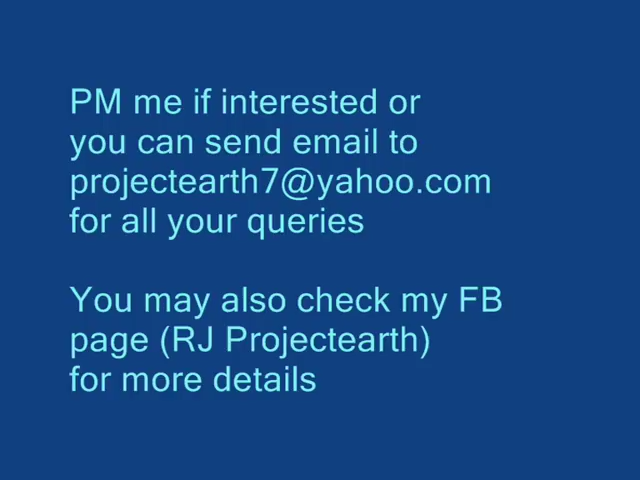 PM me if interested or
you can send email to
projectearth7@yahoo.com
for all your queries
You may also check my FB
page (RJ Projectearth)
for more details